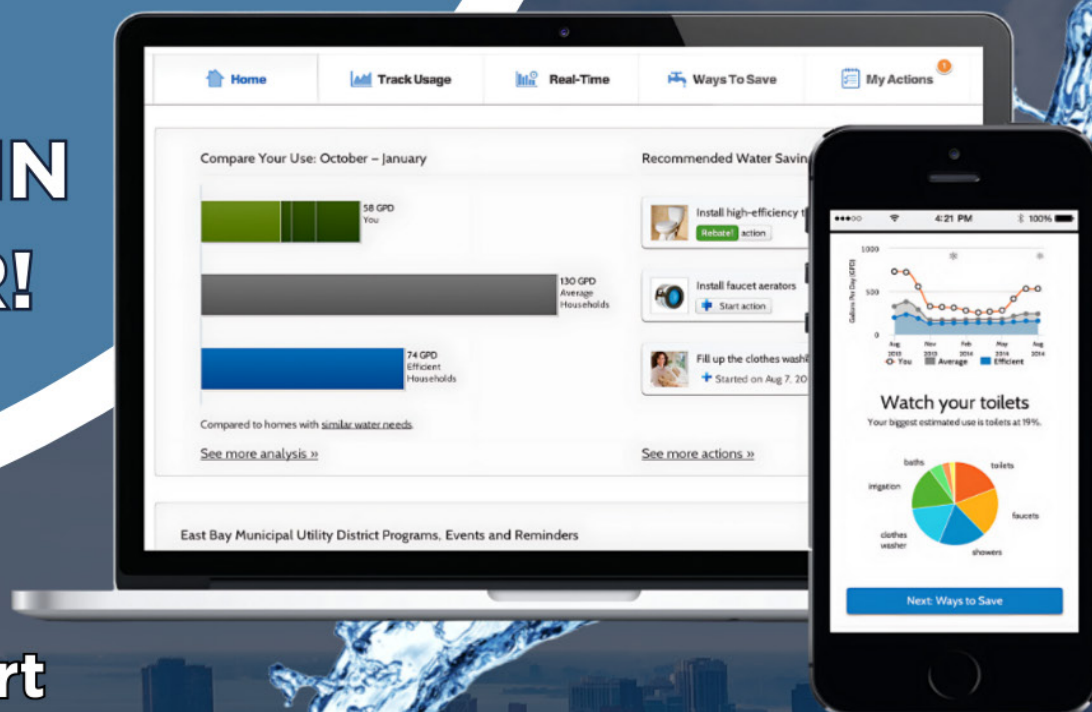 IN
R!
rt
Home
Track Usage
Real-Time
Ways To Save
My Actions
1
Compare Your Use: October – January
58 GPD
You
130 GPD
Average
Households
74 GPD
Efficient
Households
Compared to homes with similar water needs.
See more analysis »
Recommended Water Savin
Install high-efficiency t
Rebate! action
Install faucet aerators
Start action
Fill up the clothes wash
Started on Aug 7, 20
See more actions »
East Bay Municipal Utility District Programs, Events and Reminders
4:21 PM
100%
Gallons Per Day (GPD)
1000
500
0
Aug Nov Feb May Aug
2013 2013 2014 2014 2014
You Average Efficient
Watch your toilets
Your biggest estimated use is toilets at 19%.
baths
toilets
irrigation
faucets
clothes
washer
showers
Next: Ways to Save